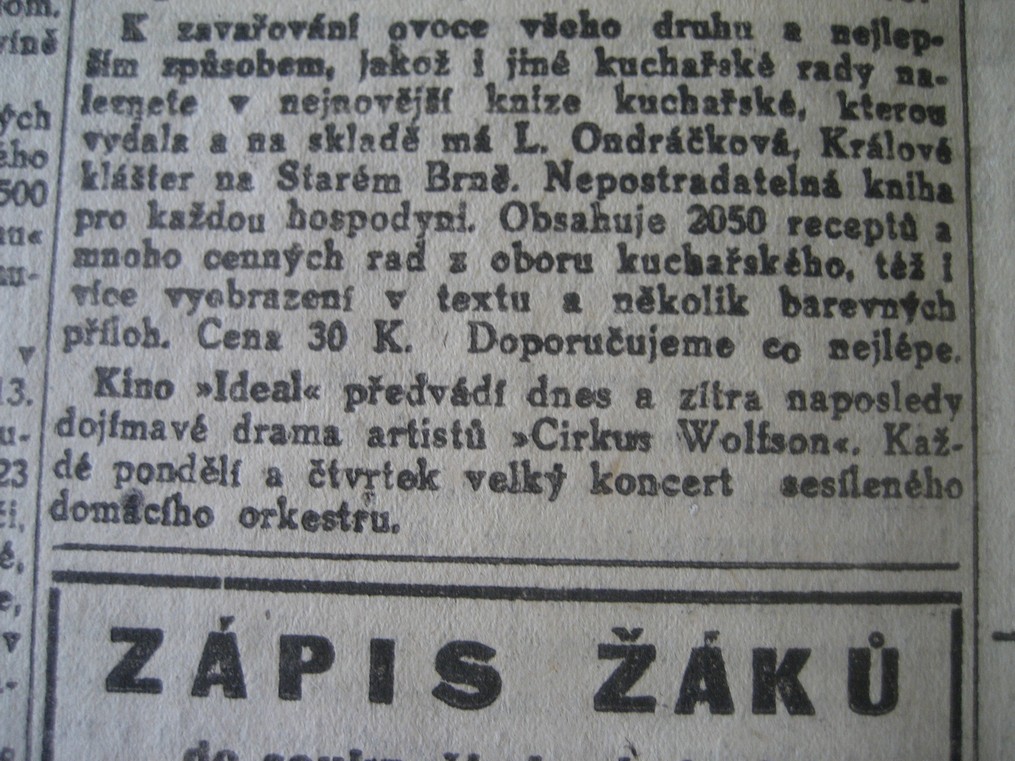 K zavařování ovoce všeho druhu a nejlep-
ším způsobem, jakož i jiné kuchařské rady na-
leznete v nejnovější knize kuchařské, kterou
vydala a na skladě má L. Ondráčková, Králové
klášter na Starém Brně. Nepostradatelná kniha
pro každou hospodyni. Obsahuje 2050 receptů a
mnoho cenných rad z oboru kuchařského, též i
více vyobrazení v textu a několik barevných
příloh. Cena 30 K. Doporučujeme co nejlépe.
Kino »Ideal« předvádí dnes a zítra naposledy
dojímavé drama artistů »Cirkus Wolfson«. Kaž-
dé pondělí a čtvrtek velký koncert sesíleného
domácího orkestru.
ZÁPIS ŽÁKŮ